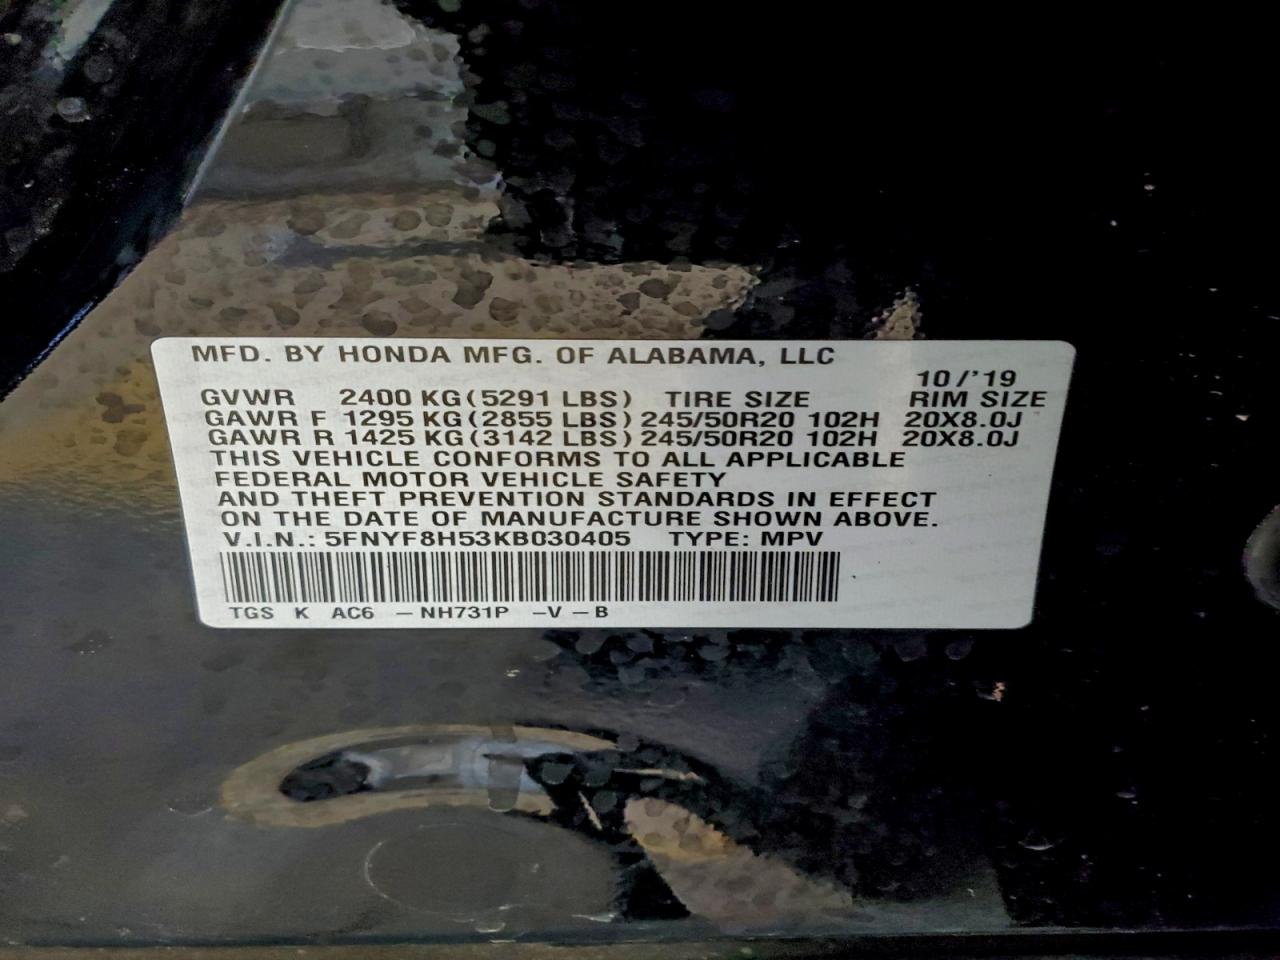 MFD. BY HONDA MFG. OF ALABAMA, LLC
10/'19
GVWR 2400 KG (5291 LBS) TIRE SIZE RIM SIZE
GAWR F 1295 KG (2855 LBS) 245/50R20 102H 20X8.0J
GAWR R 1425 KG (3142 LBS) 245/50R20 102H 20X8.0J
THIS VEHICLE CONFORMS TO ALL APPLICABLE
FEDERAL MOTOR VEHICLE SAFETY
AND THEFT PREVENTION STANDARDS IN EFFECT
ON THE DATE OF MANUFACTURE SHOWN ABOVE.
V.I.N.: 5FNYF8H53KB030405 TYPE: MPV
TGS K AC6 - NH731P -V - B